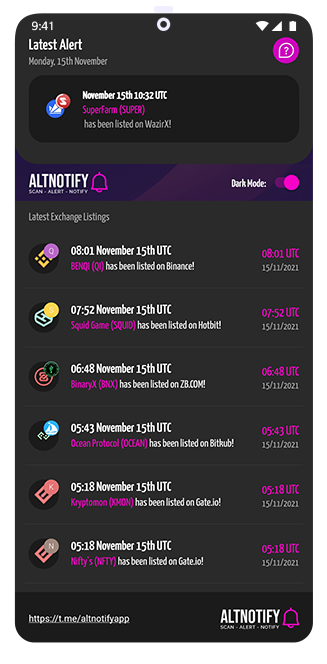 9:41
Latest Alert
Monday, 15th November
?
November 15th 10:32 UTC
SuperFarm (SUPER)
has been listed on WazirX!
ALTNOTIFY
SCAN - ALERT - NOTIFY
Dark Mode:
Latest Exchange Listings
Q
08:01 November 15th UTC
08:01 UTC
BENQI (QI) has been listed on Binance!
15/11/2021
07:52 November 15th UTC
07:52 UTC
Squid Game (SQUID) has been listed on Hotbit!
15/11/2021
06:48 November 15th UTC
06:48 UTC
BinaryX (BNX) has been listed on ZB.COM!
15/11/2021
05:43 November 15th UTC
05:43 UTC
Ocean Protocol (OCEAN) has been listed on Bitkub!
15/11/2021
K
05:18 November 15th UTC
05:18 UTC
Kryptomon (KMON) has been listed on Gate.io!
15/11/2021
N
05:18 November 15th UTC
05:18 UTC
Nifty's (NFTY) has been listed on Gate.io!
15/11/2021
https://t.me/altnotifyapp
ALTNOTIFY
SCAN - ALERT - NOTIFY